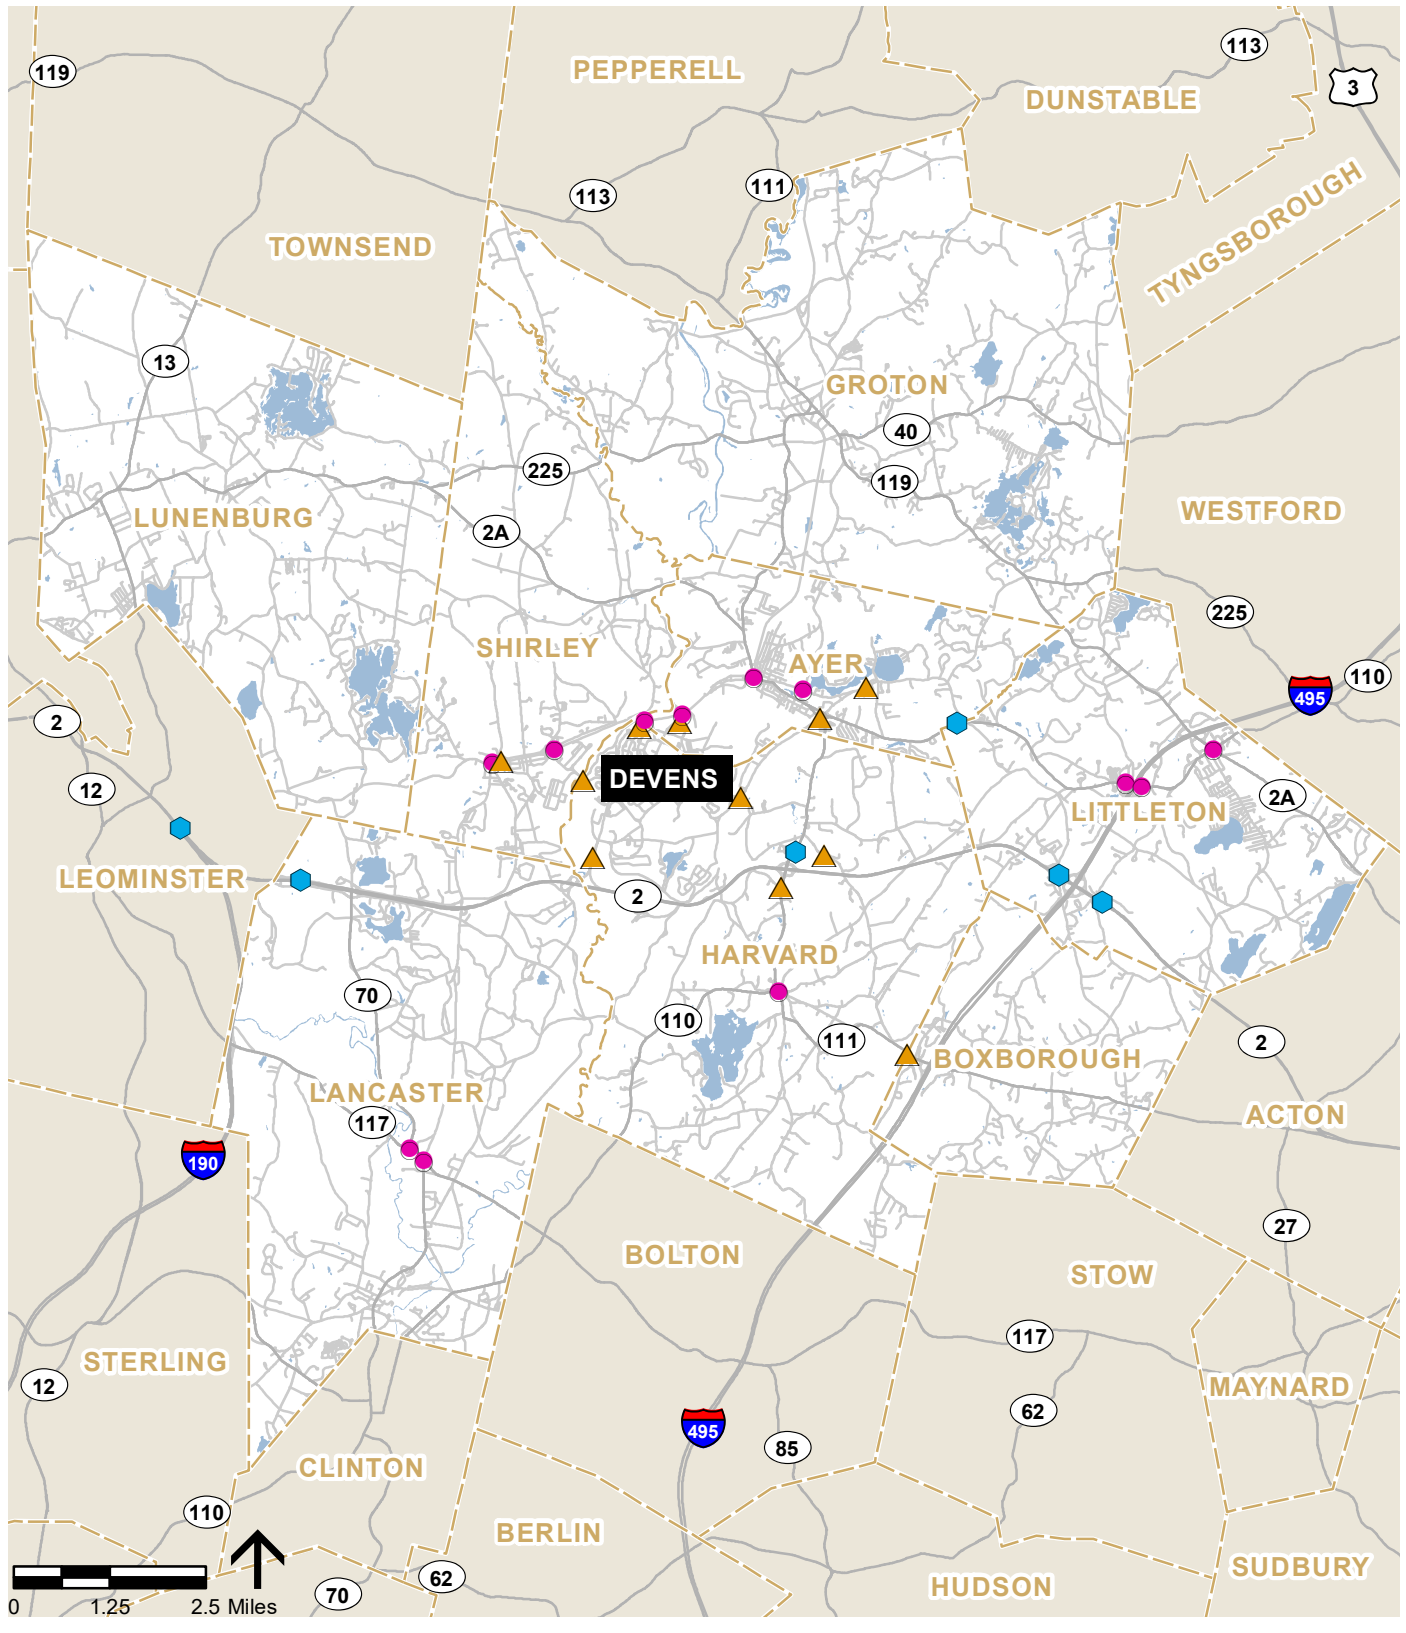 PEPPERELL
113
119
3
DUNSTABLE
113
111
TYNGSBOROUGH
TOWNSEND
13
GROTON
40
225
119
WESTFORD
LUNENBURG
2A
225
SHIRLEY
AYER
110
495
2
DEVENS
12
2A
LITTLETON
LEOMINSTER
2
HARVARD
70
110
111
2
BOXBOROUGH
LANCASTER
ACTON
117
190
27
BOLTON
STOW
117
STERLING
12
MAYNARD
62
495
85
CLINTON
110
BERLIN
SUDBURY
62
HUDSON
70
0 1.25 2.5 Miles